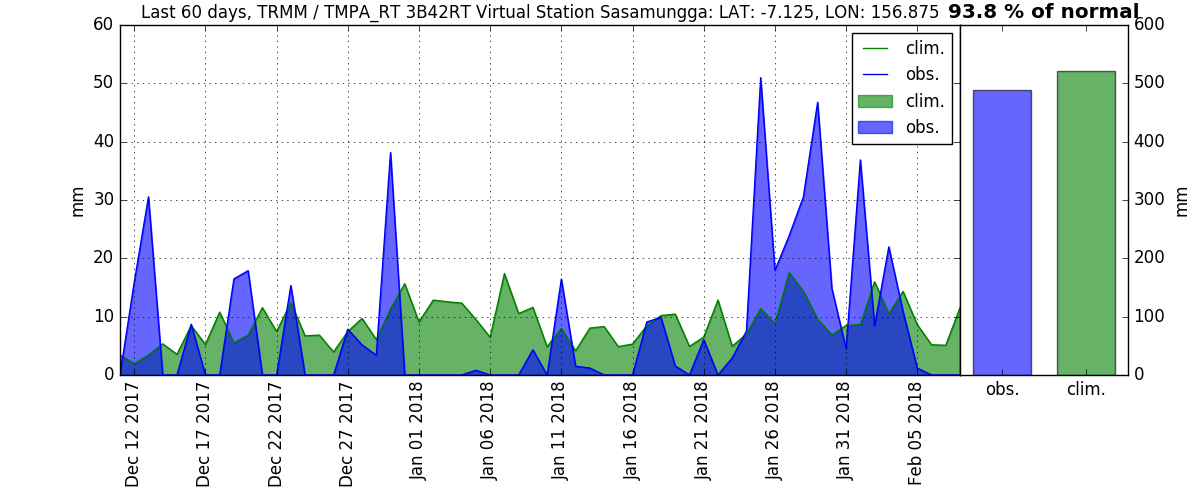 Last 60 days, TRMM / TMPA_RT 3B42RT Virtual Station Sasamungga: LAT: -7.125, LON: 156.875 93.8 % of normal
60
50
40
30
20
10
0
mm
clim.
obs.
clim.
obs.
Dec 12 2017
Dec 17 2017
Dec 22 2017
Dec 27 2017
Jan 01 2018
Jan 06 2018
Jan 11 2018
Jan 16 2018
Jan 21 2018
Jan 26 2018
Jan 31 2018
Feb 05 2018
600
500
400
300
200
100
0
mm
obs. clim.